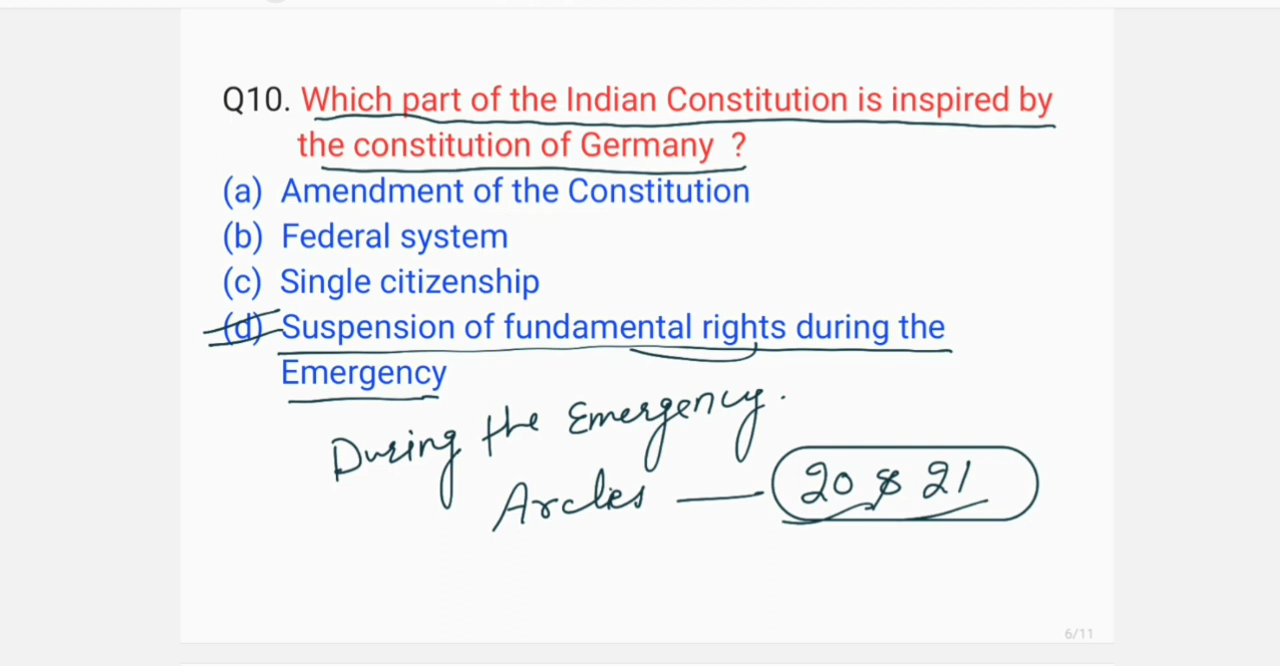 Q10. Which part of the Indian Constitution is inspired by
the constitution of Germany ?
(a) Amendment of the Constitution
(b) Federal system
(c) Single citizenship
(d) Suspension of fundamental rights during the
Emergency
During the Emergency.
Arcles — 20 & 21
6/11